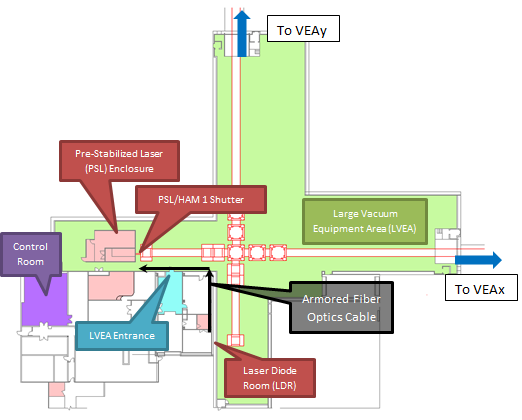 To VEAy
Pre-Stabilized Laser
(PSL) Enclosure
PSL/HAM 1 Shutter
Large Vacuum
Equipment Area (LVEA)
Control
Room
To VEAx
Armored Fiber
Optics Cable
LVEA Entrance
Laser Diode
Room (LDR)